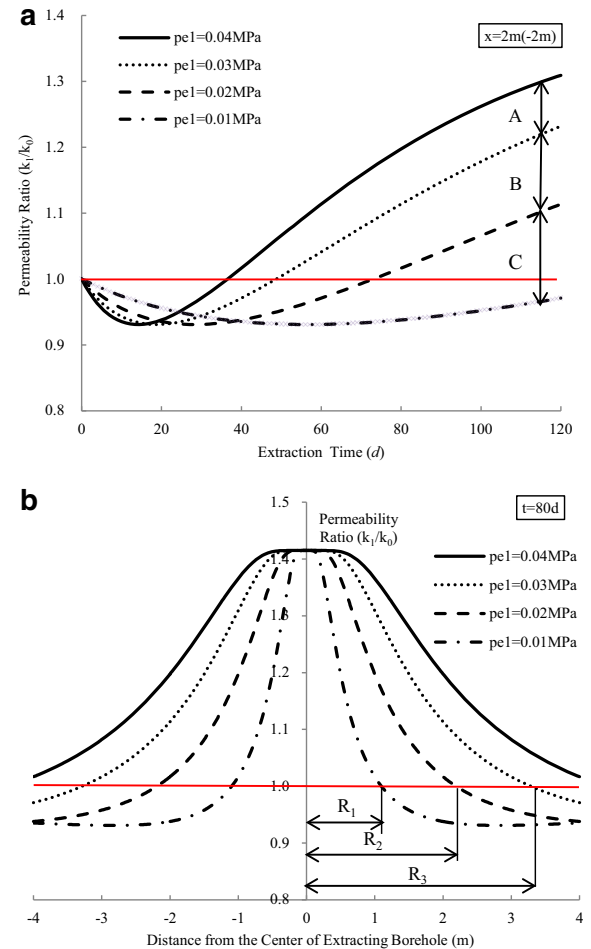 a
1.4
1.3
1.2
1.1
1.0
0.9
0.8
Permeability Ratio (k1/k0)
pe1=0.04MPa
pe1=0.03MPa
pe1=0.02MPa
pe1=0.01MPa
x=2m(-2m)
A
B
C
0 20 40 60 80 100 120
Extraction Time (d)
b
1.5
1.4
1.3
1.2
1.1
1.0
0.9
0.8
Permeability
Ratio (k1/k0)
t=80d
pe1=0.04MPa
pe1=0.03MPa
pe1=0.02MPa
pe1=0.01MPa
R1
R2
R3
-4 -3 -2 -1 0 1 2 3 4
Distance from the Center of Extracting Borehole (m)